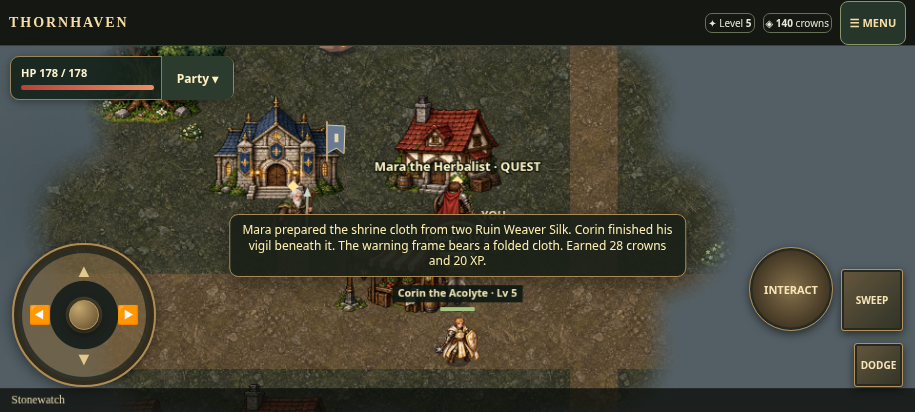 THORNHAVEN
✦ Level 5
◈ 140 crowns
☰ MENU
HP 178 / 178
Party ▾
Mara the Herbalist · QUEST
YOU
Mara prepared the shrine cloth from two Ruin Weaver Silk. Corin finished his
vigil beneath it. The warning frame bears a folded cloth. Earned 28 crowns
and 20 XP.
Corin the Acolyte · Lv 5
INTERACT
SWEEP
DODGE
Stonewatch